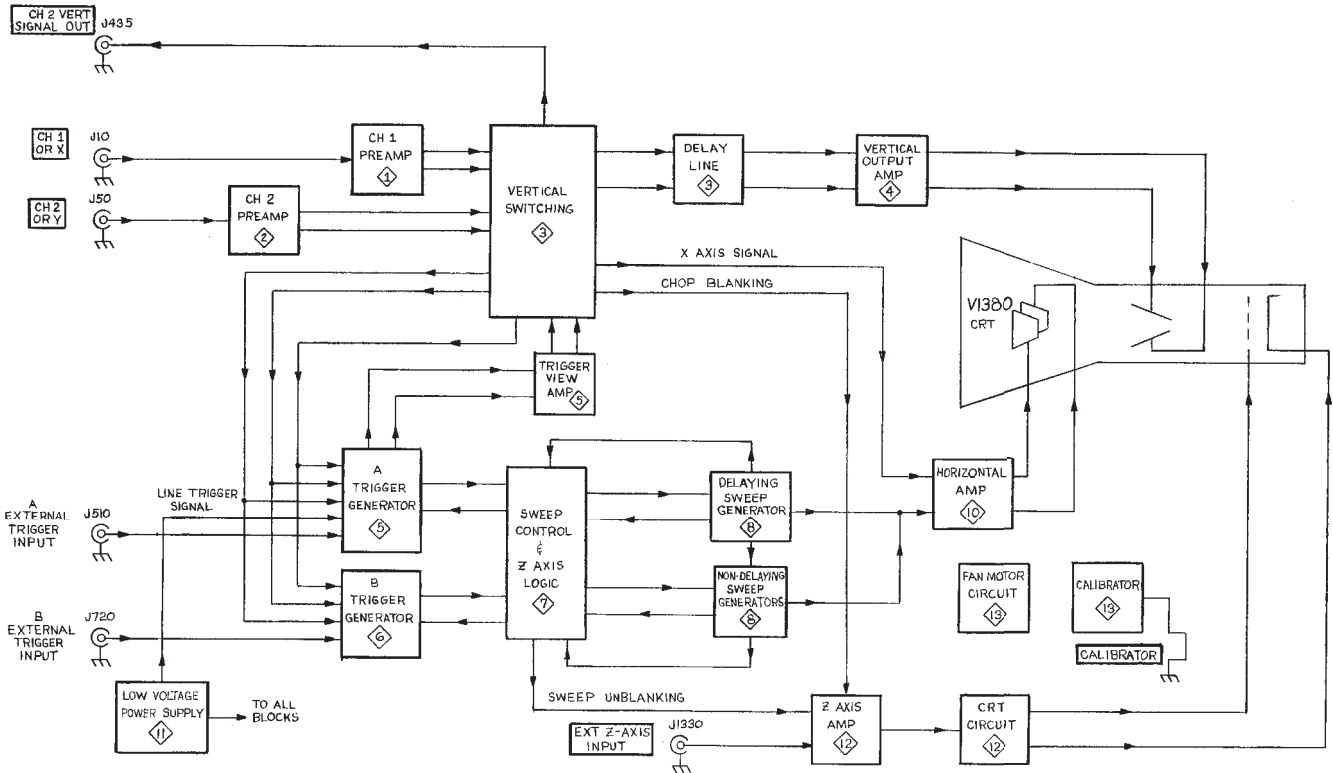 CH 2 VERT
SIGNAL OUT
J435
CH 1
OR X
J10
CH 1
PREAMP
1
CH 2
OR Y
J50
CH 2
PREAMP
2
VERTICAL
SWITCHING
3
DELAY
LINE
3
VERTICAL
OUTPUT
AMP
4
X AXIS SIGNAL
CHOP BLANKING
V1380
CRT
TRIGGER
VIEW
AMP
5
A
EXTERNAL
TRIGGER
INPUT
J510
LINE TRIGGER
SIGNAL
A
TRIGGER
GENERATOR
5
SWEEP
CONTROL
&
Z AXIS
LOGIC
7
DELAYING
SWEEP
GENERATOR
8
HORIZONTAL
AMP
10
B
EXTERNAL
TRIGGER
INPUT
J720
B
TRIGGER
GENERATOR
6
NON-DELAYING
SWEEP
GENERATORS
8
FAN MOTOR
CIRCUIT
13
CALIBRATOR
13
CALIBRATOR
LOW VOLTAGE
POWER SUPPLY
11
TO ALL
BLOCKS
SWEEP UNBLANKING
EXT Z-AXIS
INPUT
J1330
Z AXIS
AMP
12
CRT
CIRCUIT
12